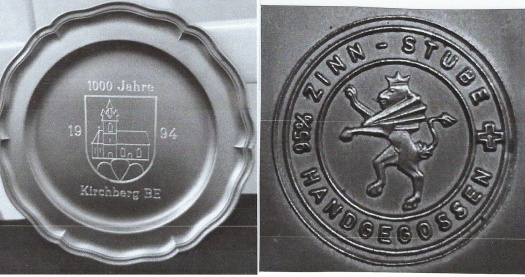 1000 Jahre
19 94
Kirchberg BE
95% ZINN - STUBE
HANDGEGOSSEN